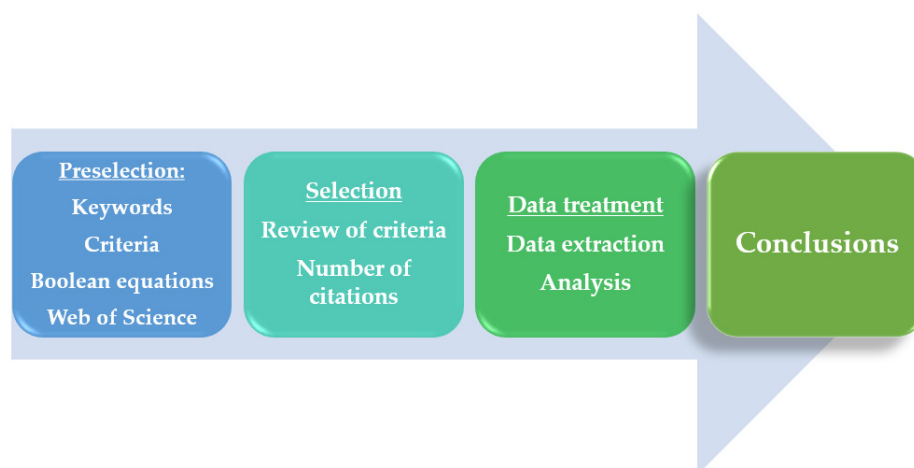 Preselection:
Keywords
Criteria
Boolean equations
Web of Science
Selection
Review of criteria
Number of
citations
Data treatment
Data extraction
Analysis
Conclusions